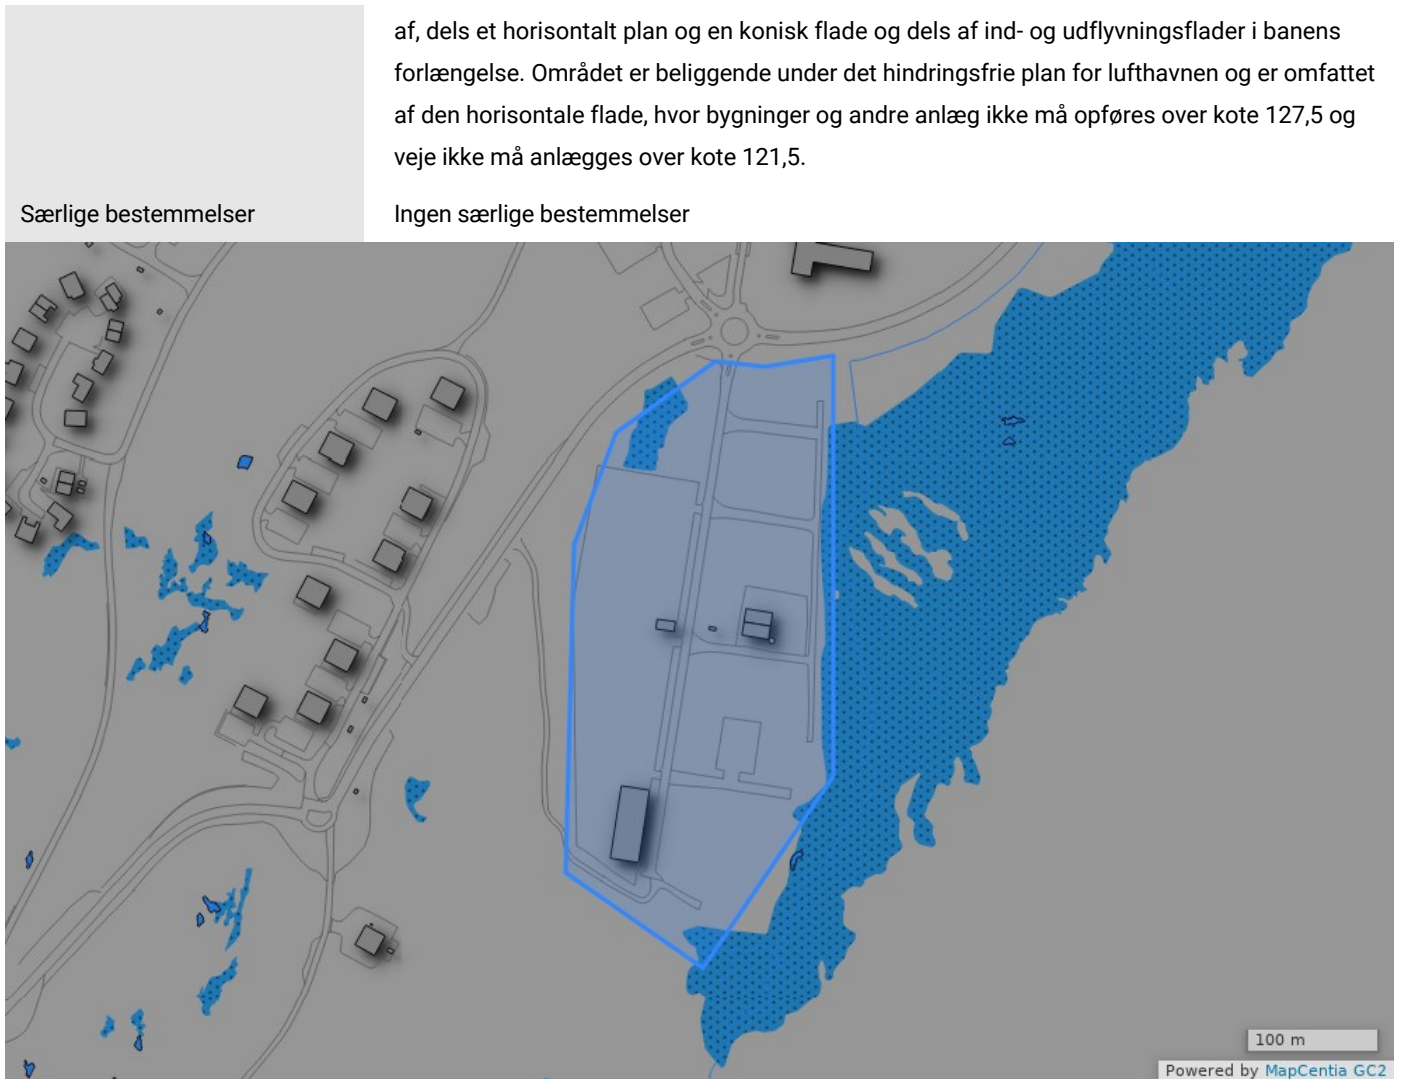 af, dels et horisontalt plan og en konisk flade og dels af ind- og udflyvningsflader i banens
forlængelse. Området er beliggende under det hindringsfrie plan for lufthavnen og er omfattet
af den horisontale flade, hvor bygninger og andre anlæg ikke må opføres over kote 127,5 og
veje ikke må anlægges over kote 121,5.
Særlige bestemmelser Ingen særlige bestemmelser
100 m
Powered by MapCentia GC2